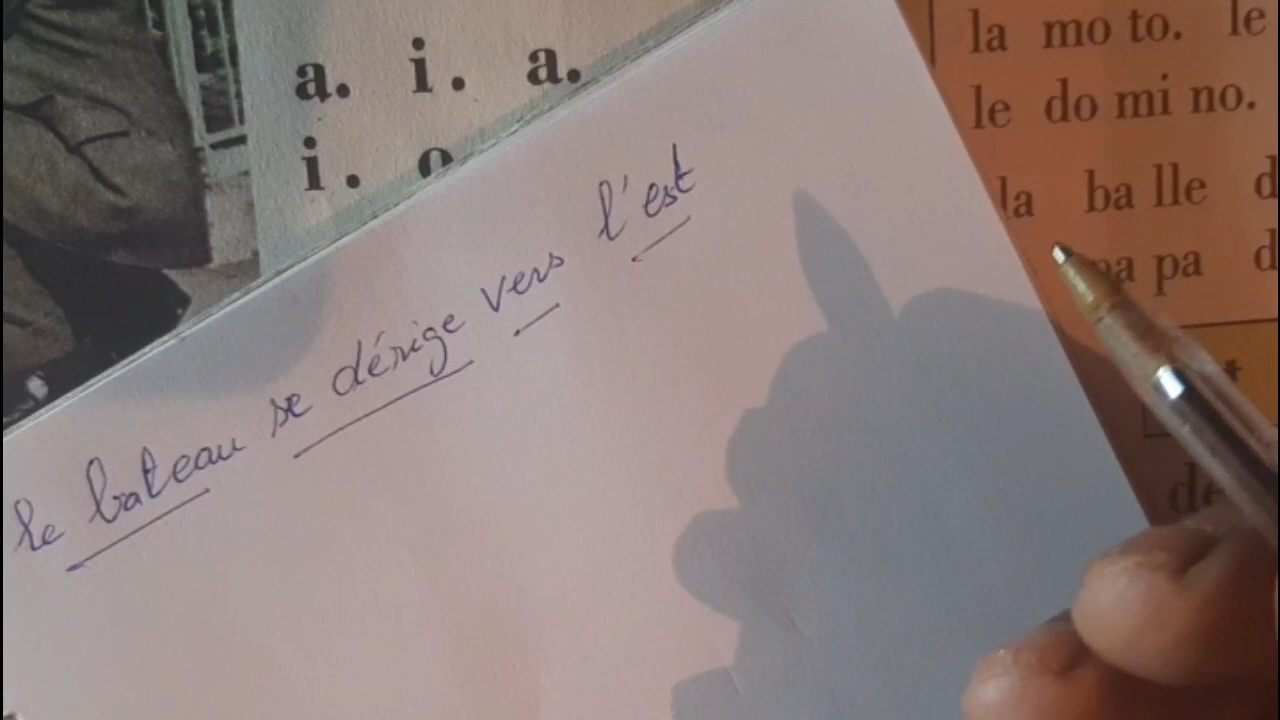 a. i. a.
i. o
le bateau se dérige vers l'est
la mo to. le
le do mi no.
la ba lle d
pa pa d
de